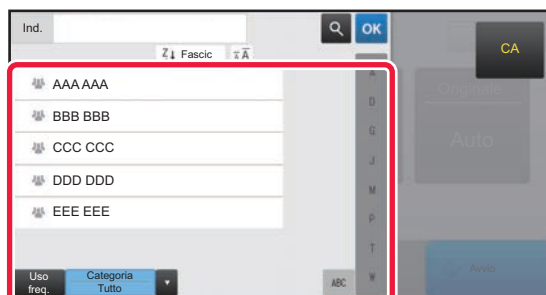 Ind.
OK
CA
Fascic
AAA AAA
BBB BBB
CCC CCC
DDD DDD
EEE EEE
A
D
G
J
M
P
T
W
Originale
Auto
Uso
freq.
Categoria
Tutto
ABC
Avvio